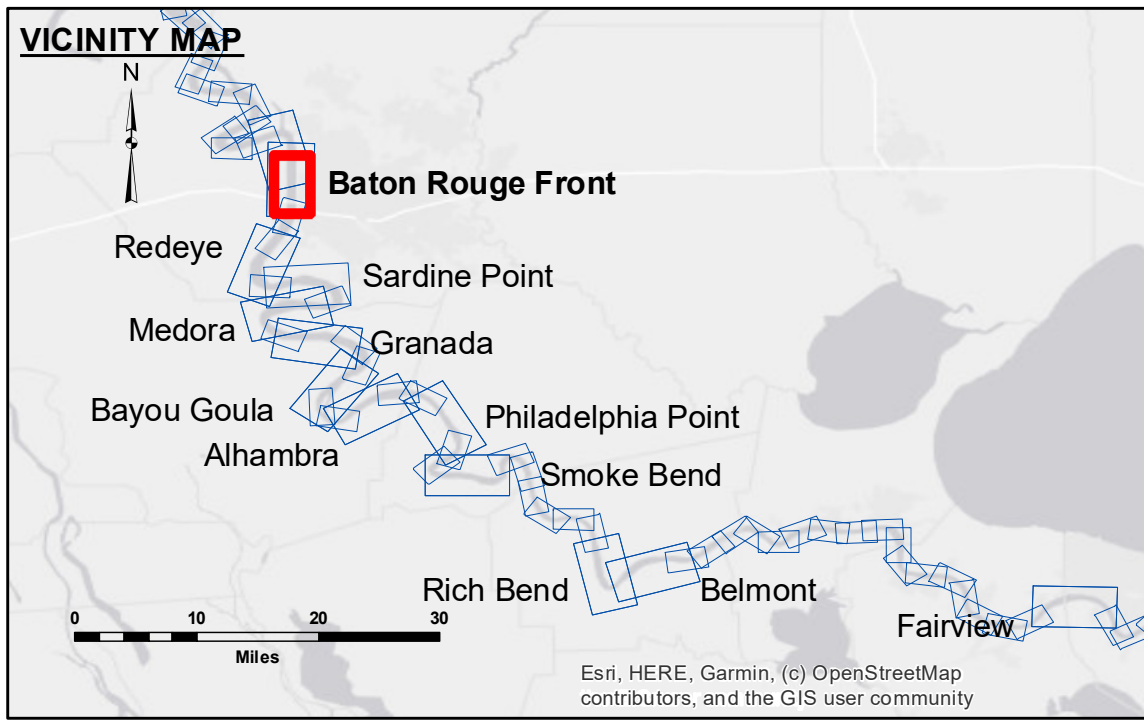 VICINITY MAP
N
Baton Rouge Front
Redeye
Sardine Point
Medora
Granada
Bayou Goula
Philadelphia Point
Alhambra
Smoke Bend
Rich Bend
Belmont
Fairview
0 10 20 30
Miles
Esri, HERE, Garmin, (c) OpenStreetMap
contributors, and the GIS user community